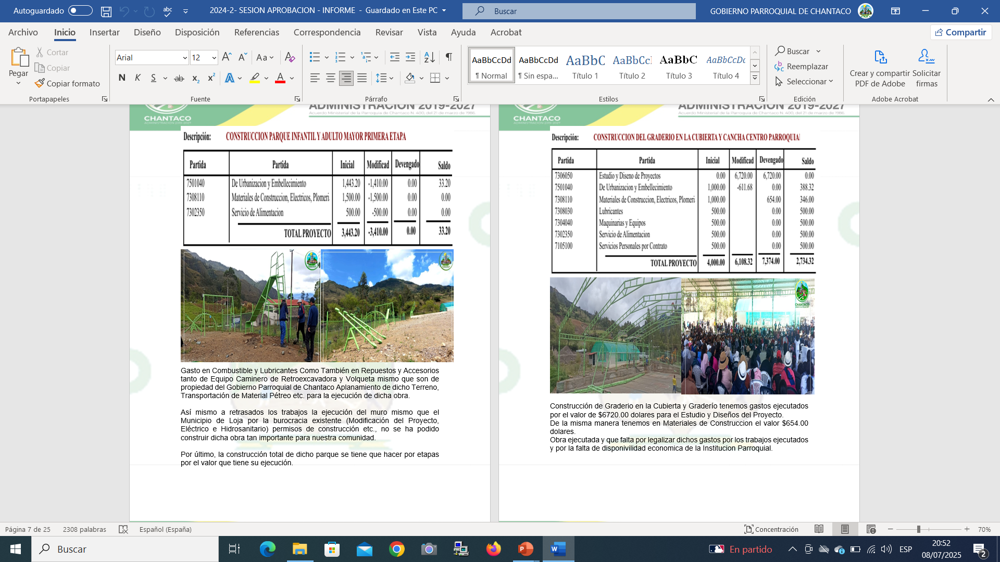 Autoguardado
2024-2- SESION APROBACION - INFORME - Guardado en Este PC
Buscar
GOBIERNO PARROQUIAL DE CHANTACO
Archivo Inicio Insertar Diseño Disposición Referencias Correspondencia Revisar Vista Ayuda Acrobat
Compartir
Pegar
Cortar
Copiar
Copiar formato
Portapapeles
Arial 12
Fuente
Párrafo
AaBbCcDd AaBbCcDd AaBbC AaBbCcl AaBbC AaBbCcDc
¶ Normal ¶ Sin espa... Título 1 Título 2 Título 3 Título 4
Estilos
Buscar
Reemplazar
Seleccionar
Edición
Crear y compartir PDF de Adobe
Solicitar firmas
Adobe Acrobat
CHANTACO
ADMINISTRACIÓN 2019-2027
ADMINISTRACION 2019-2027
Acuerdo Ministerial de la Parroquia de Chantaco N. 400, del 21 de marzo de 1986.
Descripción: CONSTRUCCION PARQUE INFANTIL Y ADULTO MAYOR PRIMERA ETAPA
Partida Partida Inicial Modificad Devengado Saldo
7501040 De Urbanizacion y Embellecimiento 1,443.20 -1,410.00 0.00 33.20
7308110 Materiales de Construccion, Electricos, Plomeri 1,500.00 -1,500.00 0.00 0.00
7302350 Servicio de Alimentacion 500.00 -500.00 0.00 0.00
TOTAL PROYECTO 3,443.20 -3,410.00 0.00 33.20
Gasto en Combustible y Lubricantes Como También en Repuestos y Accesorios
tanto de Equipo Caminero de Retroexcavadora y Volqueta mismo que son de
propiedad del Gobierno Parroquial de Chantaco Aplanamiento de dicho Terreno,
Transportación de Material Pétreo etc. para la ejecución de dicha obra.
Así mismo a retrasados los trabajos la ejecución del muro mismo que el
Municipio de Loja por la burocracia existente (Modificación del Proyecto,
Eléctrico e Hidrosanitario) permisos de construcción etc., no se ha podido
construir dicha obra tan importante para nuestra comunidad.
Por último, la construcción total de dicho parque se tiene que hacer por etapas
por el valor que tiene su ejecución.
CHANTACO
ADMINISTRACIÓN 2019-2027
ADMINISTRACION 2019-2027
Acuerdo Ministerial de la Parroquia de Chantaco N. 400, del 21 de marzo de 1986.
Descripción: CONSTRUCCION DEL GRADERIO EN LA CUBIERTA Y CANCHA CENTRO PARROQUIA
Partida Partida Inicial Modificad Devengado Saldo
7306050 Estudio y Diseno de Proyectos 0.00 6,720.00 6,720.00 0.00
7501040 De Urbanizacion y Embellecimiento 1,000.00 -611.68 0.00 388.32
7308110 Materiales de Construccion, Electricos, Plomeri 1,000.00 654.00 346.00
7308030 Lubricantes 500.00 0.00 500.00
7304040 Maquinarias y Equipos 500.00 0.00 500.00
7302350 Servicio de Alimentacion 500.00 0.00 500.00
7105100 Servicios Personales por Contrato 500.00 0.00 500.00
TOTAL PROYECTO 4,000.00 6,108.32 7,374.00 2,734.32
CHANTACO
Construcción de Graderio en la Cubierta y Graderío tenemos gastos ejecutados
por el valor de $6720.00 dolares para el Estudio y Diseños del Proyecto.
De la misma manera tenemos en Materiales de Construccion el valor $654.00
dolares.
Obra ejecutada y que falta por legalizar dichos gastos por los trabajos ejecutados
y por la falta de disponivilidad economica de la Institucion Parroquial.
Página 7 de 25 2308 palabras Español (España)
Concentración 70%
Buscar
En partido
ESP
20:52
08/07/2025
2